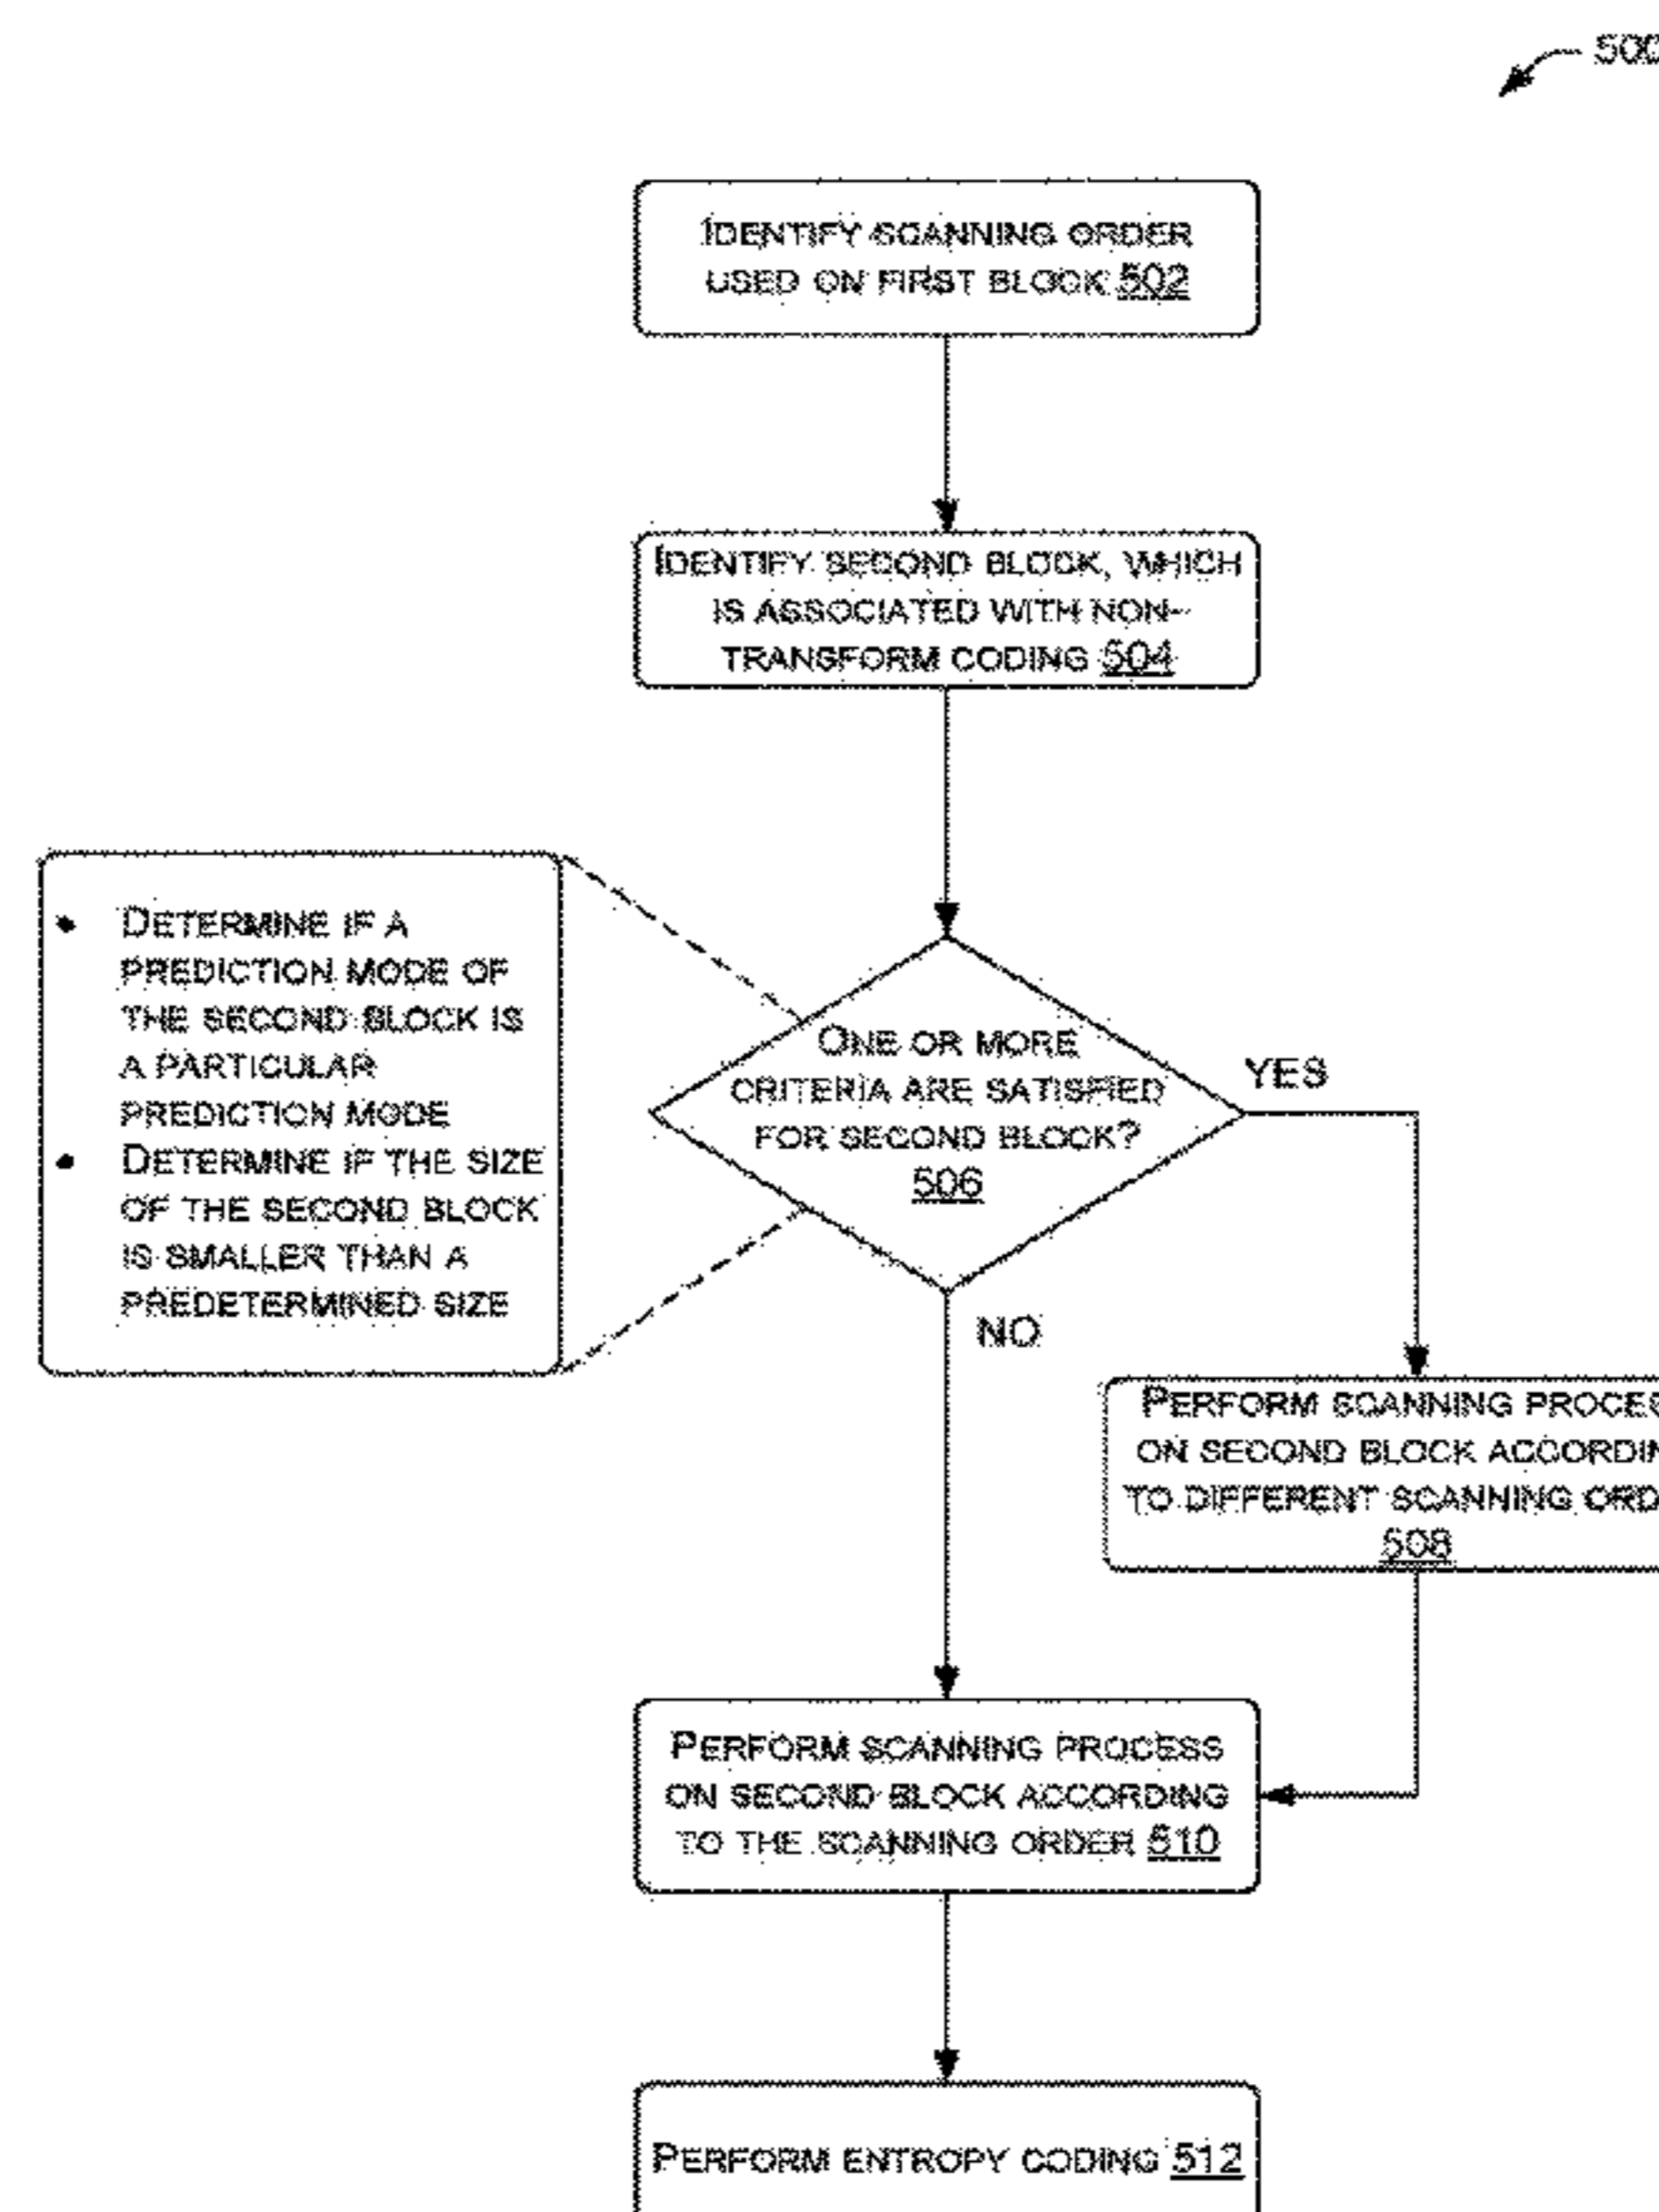 500
IDENTIFY SCANNING ORDER
USED ON FIRST BLOCK 502
IDENTIFY SECOND BLOCK, WHICH
IS ASSOCIATED WITH NON-
TRANSFORM CODING 504
• DETERMINE IF A
PREDICTION MODE OF
THE SECOND BLOCK IS
A PARTICULAR
PREDICTION MODE
• DETERMINE IF THE SIZE
OF THE SECOND BLOCK
IS SMALLER THAN A
PREDETERMINED SIZE
ONE OR MORE
CRITERIA ARE SATISFIED
FOR SECOND BLOCK?
506
YES
NO
PERFORM SCANNING
ON SECOND BLOCK
TO DIFFERENT SCANNING
508
PERFORM SCANNING PROCESS
ON SECOND BLOCK ACCORDING
TO THE SCANNING ORDER 510
PERFORM ENTROPY CODING 512